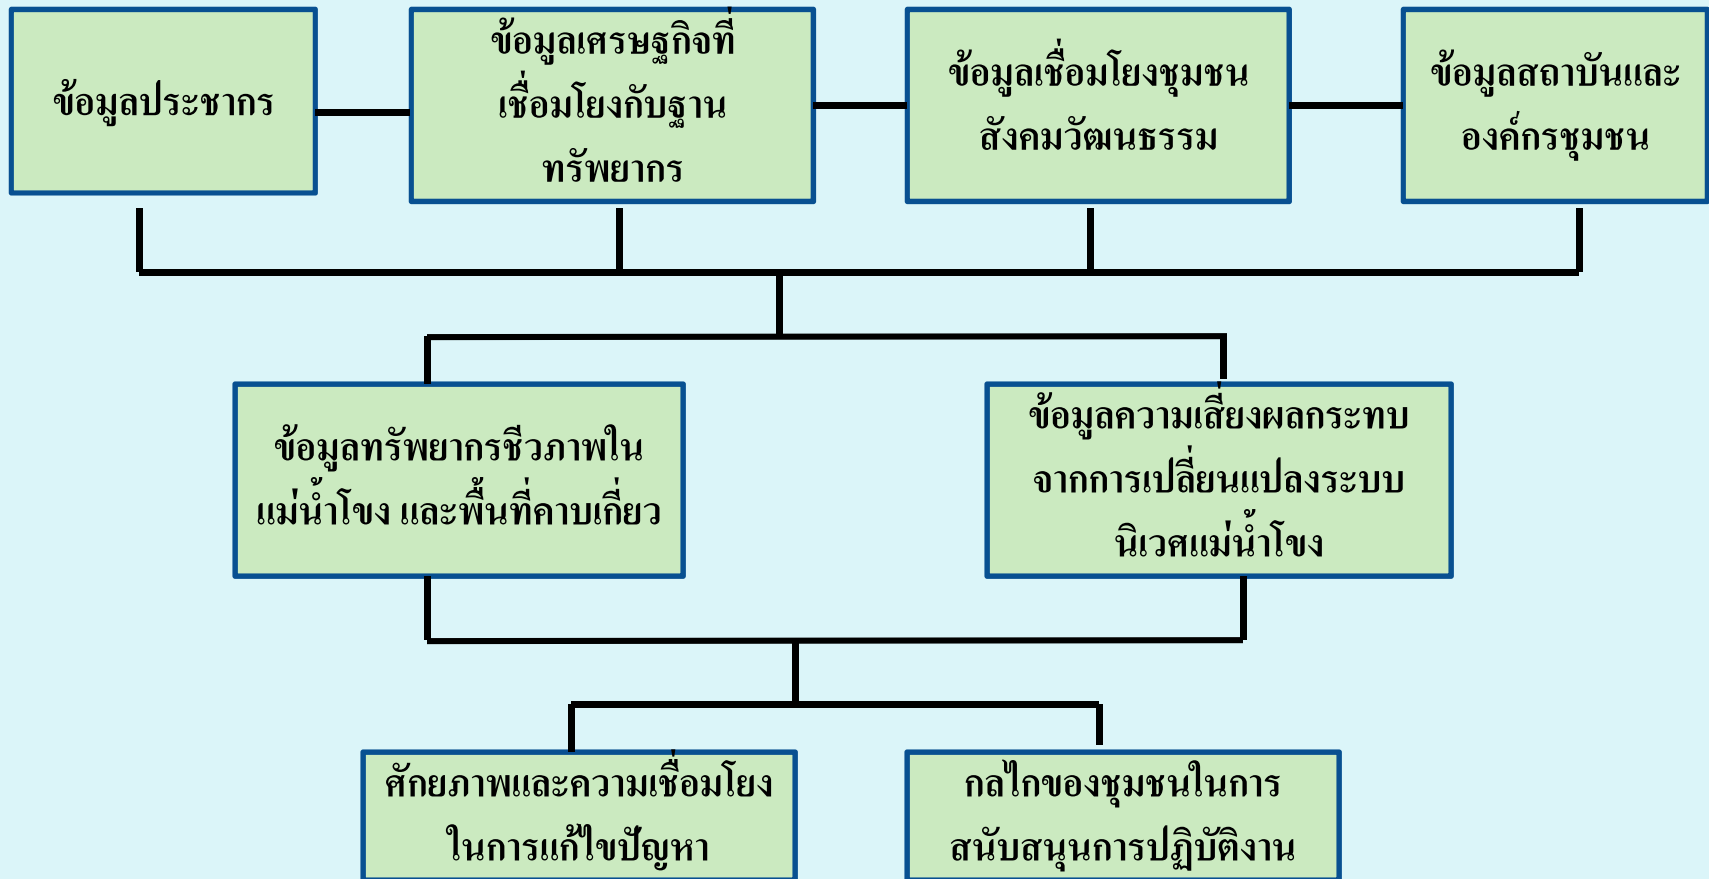 ข้อมูลประชากร
ข้อมูลเศรษฐกิจที่
เชื่อมโยงกับฐาน
ทรัพยากร
ข้อมูลเชื่อมโยงชุมชน
สังคมวัฒนธรรม
ข้อมูลสถาบันและ
องค์กรชุมชน
ข้อมูลทรัพยากรชีวภาพใน
แม่น้ำโขง และพื้นที่คาบเกี่ยว
ข้อมูลความเสี่ยงผลกระทบ
จากการเปลี่ยนแปลงระบบ
นิเวศแม่น้ำโขง
ศักยภาพและความเชื่อมโยง
ในการแก้ไขปัญหา
กลไกของชุมชนในการ
สนับสนุนการปฏิบัติงาน